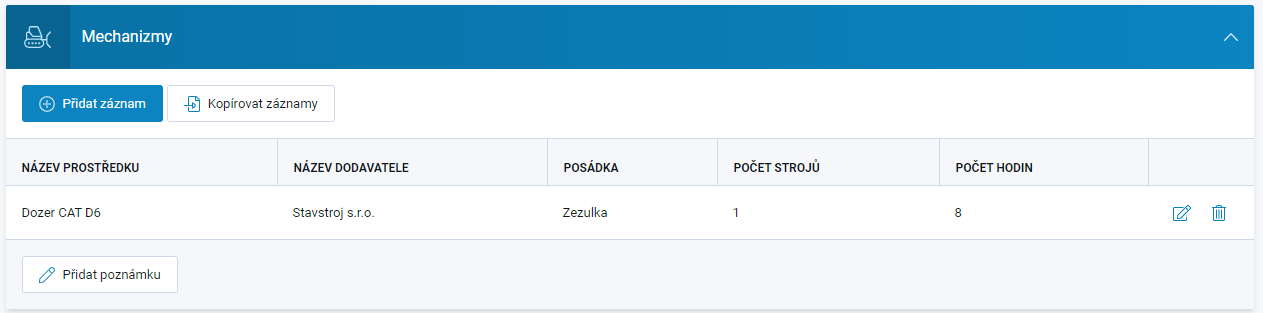 Mechanizmy
Přidat záznam Kopírovat záznamy
NÁZEV PROSTŘEDKU NÁZEV DODAVATELE POSÁDKA POČET STROJŮ POČET HODIN
Dozer CAT D6 Stavstroj s.r.o. Zezulka 1 8
Přidat poznámku